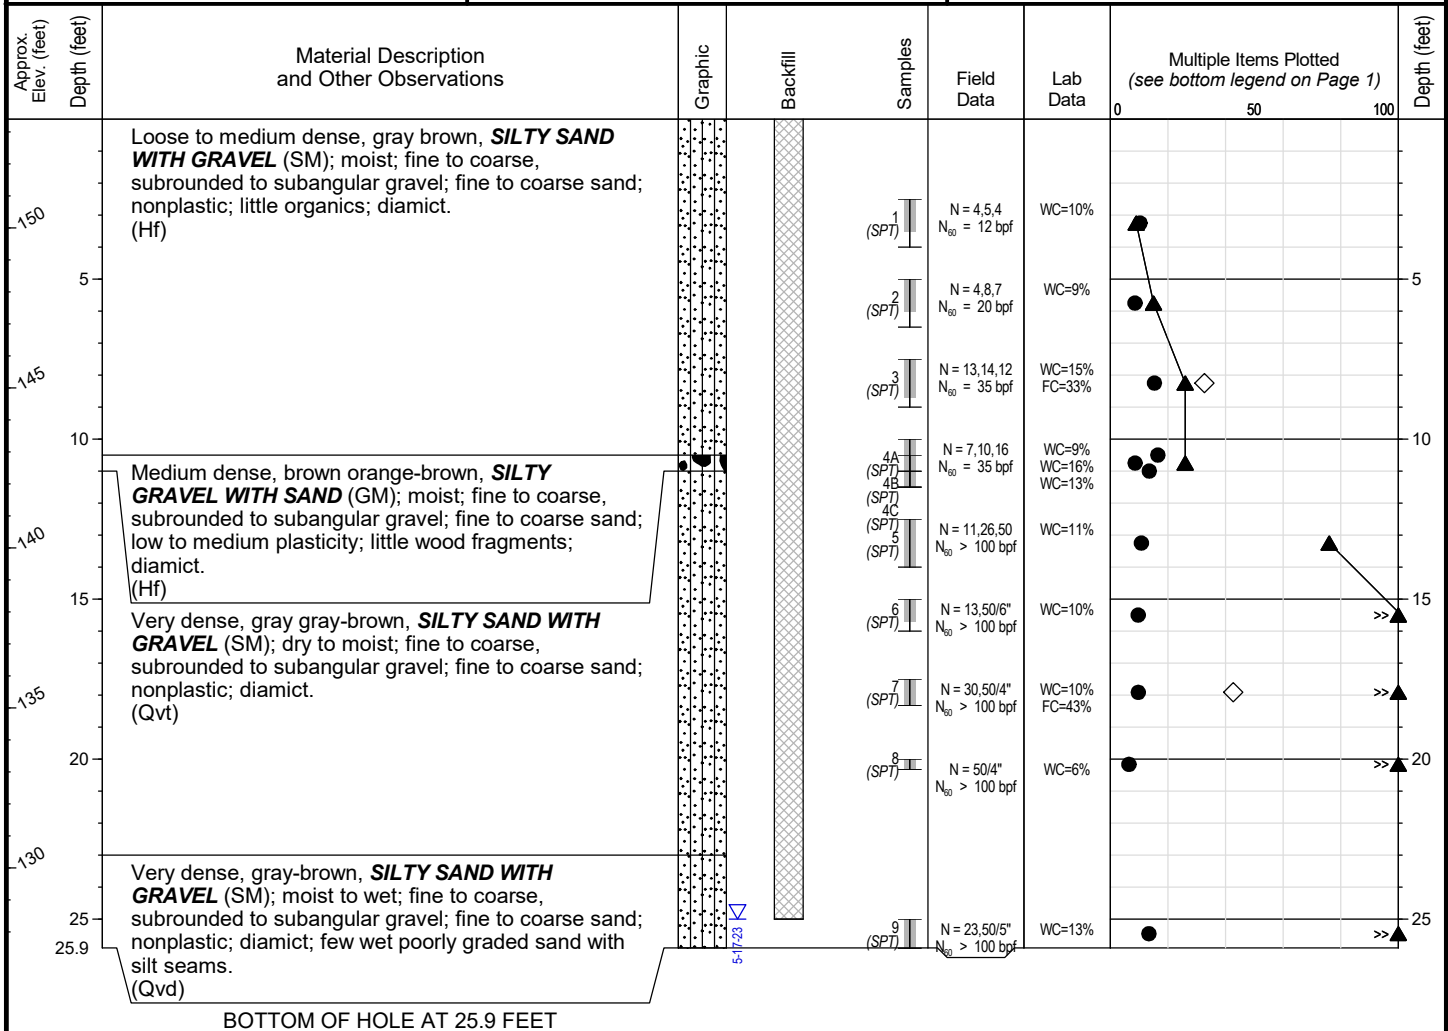 Approx.
Elev. (feet)
Depth (feet)
Material Description
and Other Observations
Graphic
Backfill
Samples
Field
Data
Lab
Data
Multiple Items Plotted
(see bottom legend on Page 1)
0 50 100
Depth (feet)
Loose to medium dense, gray brown, SILTY SAND
WITH GRAVEL (SM); moist; fine to coarse,
subrounded to subangular gravel; fine to coarse sand;
nonplastic; little organics; diamict.
(Hf)
Medium dense, brown orange-brown, SILTY
GRAVEL WITH SAND (GM); moist; fine to coarse,
subrounded to subangular gravel; fine to coarse sand;
low to medium plasticity; little wood fragments;
diamict.
(Hf)
Very dense, gray gray-brown, SILTY SAND WITH
GRAVEL (SM); dry to moist; fine to coarse,
subrounded to subangular gravel; fine to coarse sand;
nonplastic; diamict.
(Qvt)
Very dense, gray-brown, SILTY SAND WITH
GRAVEL (SM); moist to wet; fine to coarse,
subrounded to subangular gravel; fine to coarse sand;
nonplastic; diamict; few wet poorly graded sand with
silt seams.
(Qvd)
BOTTOM OF HOLE AT 25.9 FEET
150
145
140
135
130
5
10
15
20
25
25.9
5-17-23
1
(SPT)
2
(SPT)
3
(SPT)
4A
(SPT)
4B
(SPT)
4C
(SPT)
5
(SPT)
6
(SPT)
7
(SPT)
8
(SPT)
9
(SPT)
N = 4,5,4
N60 = 12 bpf
N = 4,8,7
N60 = 20 bpf
N = 13,14,12
N60 = 35 bpf
N = 7,10,16
N60 = 35 bpf
N = 11,26,50
N60 > 100 bpf
N = 13,50/6"
N60 > 100 bpf
N = 30,50/4"
N60 > 100 bpf
N = 50/4"
N60 > 100 bpf
N = 23,50/5"
N60 > 100 bpf
WC=10%
WC=9%
WC=15%
FC=33%
WC=9%
WC=16%
WC=13%
WC=11%
WC=10%
WC=10%
FC=43%
WC=6%
WC=13%
>>
>>
>>
>>
5
10
15
20
25